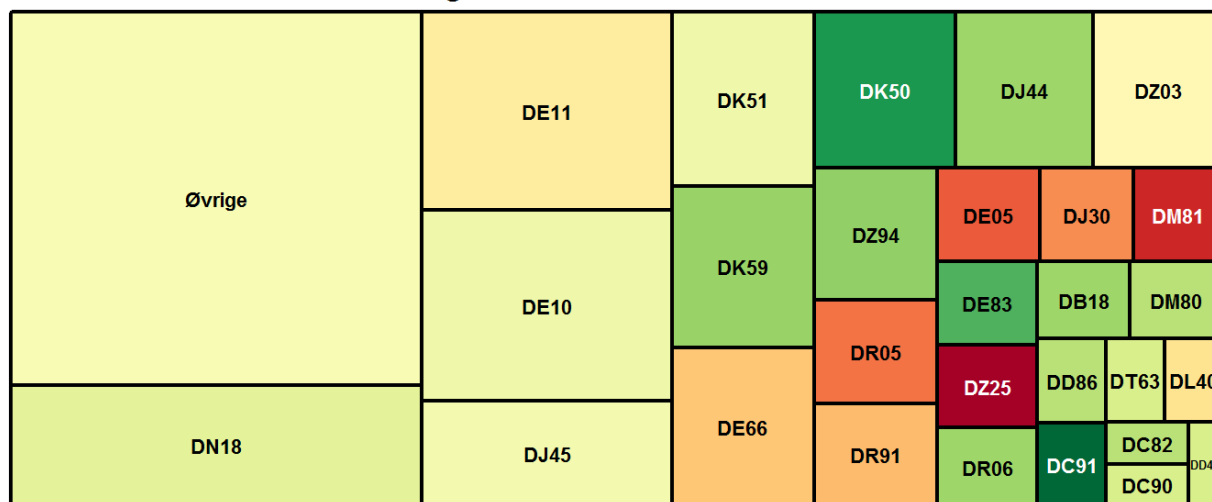 Øvrige
DN18
DE11
DE10
DJ45
DK51
DK59
DE66
DK50
DJ44
DZ03
DZ94
DR05
DR91
DE05
DJ30
DM81
DE83
DB18
DM80
DZ25
DD86
DT63
DL40
DR06
DC91
DC82
DC90